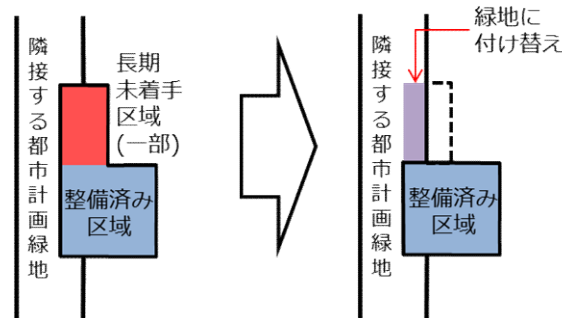 隣接する都市計画緑地
長期
未着手
区域
(一部)
整備済み
区域
緑地に
付け替え
隣接する都市計画緑地
整備済み
区域